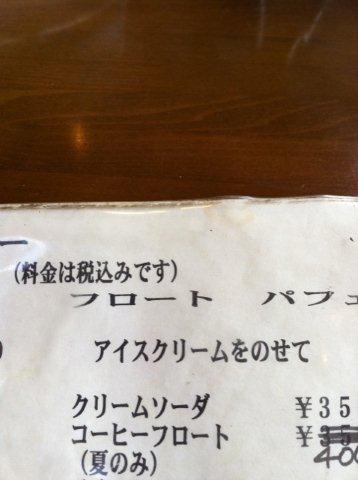 (料金は税込みです)
フロート パフェ
アイスクリームをのせて
クリームソーダ ¥35
コーヒーフロート ¥35
400
(夏のみ)